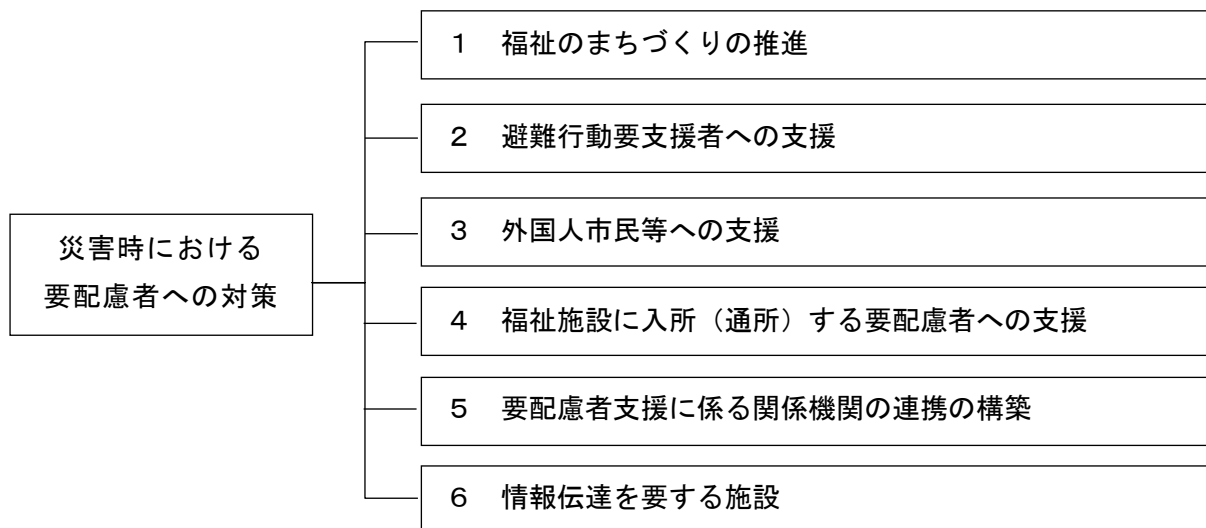 災害時における
要配慮者への対策
１　福祉のまちづくりの推進
２　避難行動要支援者への支援
３　外国人市民等への支援
４　福祉施設に入所（通所）する要配慮者への支援
５　要配慮者支援に係る関係機関の連携の構築
６　情報伝達を要する施設